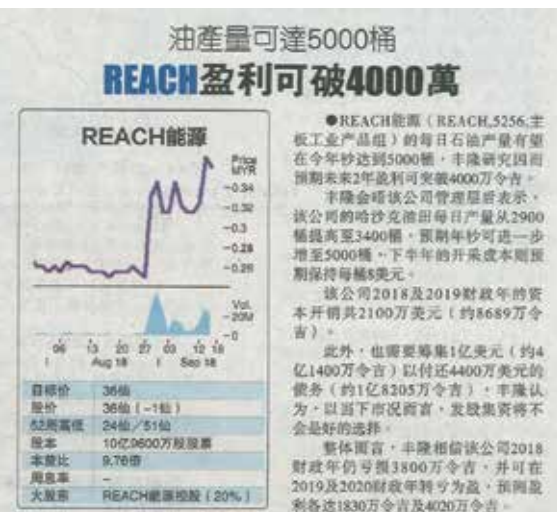 油產量可達5000桶
REACH盈利可破4000萬
REACH能源
Price
MYR
-0.34
-0.32
-0.3
-0.28
-0.26
Vol.
-20M
-0
06 13 20 27 03 12 18
Aug 18 Sep 18
目标价 36仙
股价 36仙(-1仙)
52周高低 24仙/51仙
股本 10亿9600万股股票
本益比 9.76倍
周息率 -
大股东 REACH能源控股(20%)
●REACH能源(REACH,5256,主
板工业产品组)的每日石油产量有望
在今年杪达到5000桶,丰隆研究因而
预期未来2年盈利可突破4000万令吉。
丰隆会晤该公司管理层后表示,
该公司的哈沙克油田每日产量从2900
桶提高至3400桶,预期年杪可进一步
增至5000桶。下半年的开采成本则预
期保持每桶8美元。
该公司2018及2019财政年的资
本开销共2100万美元(约8689万令
吉)。
此外,也需要筹集1亿美元(约4
亿1400万令吉)以付还4400万美元的
债务(约1亿8205万令吉),丰隆认
为,以当下市况而言,发股集资将不
会是好的选择。
整体而言,丰隆相信该公司2018
财政年仍亏损3800万令吉,并可在
2019及2020财政年转亏为盈,预测盈
利各达1830万令吉及4020万令吉。